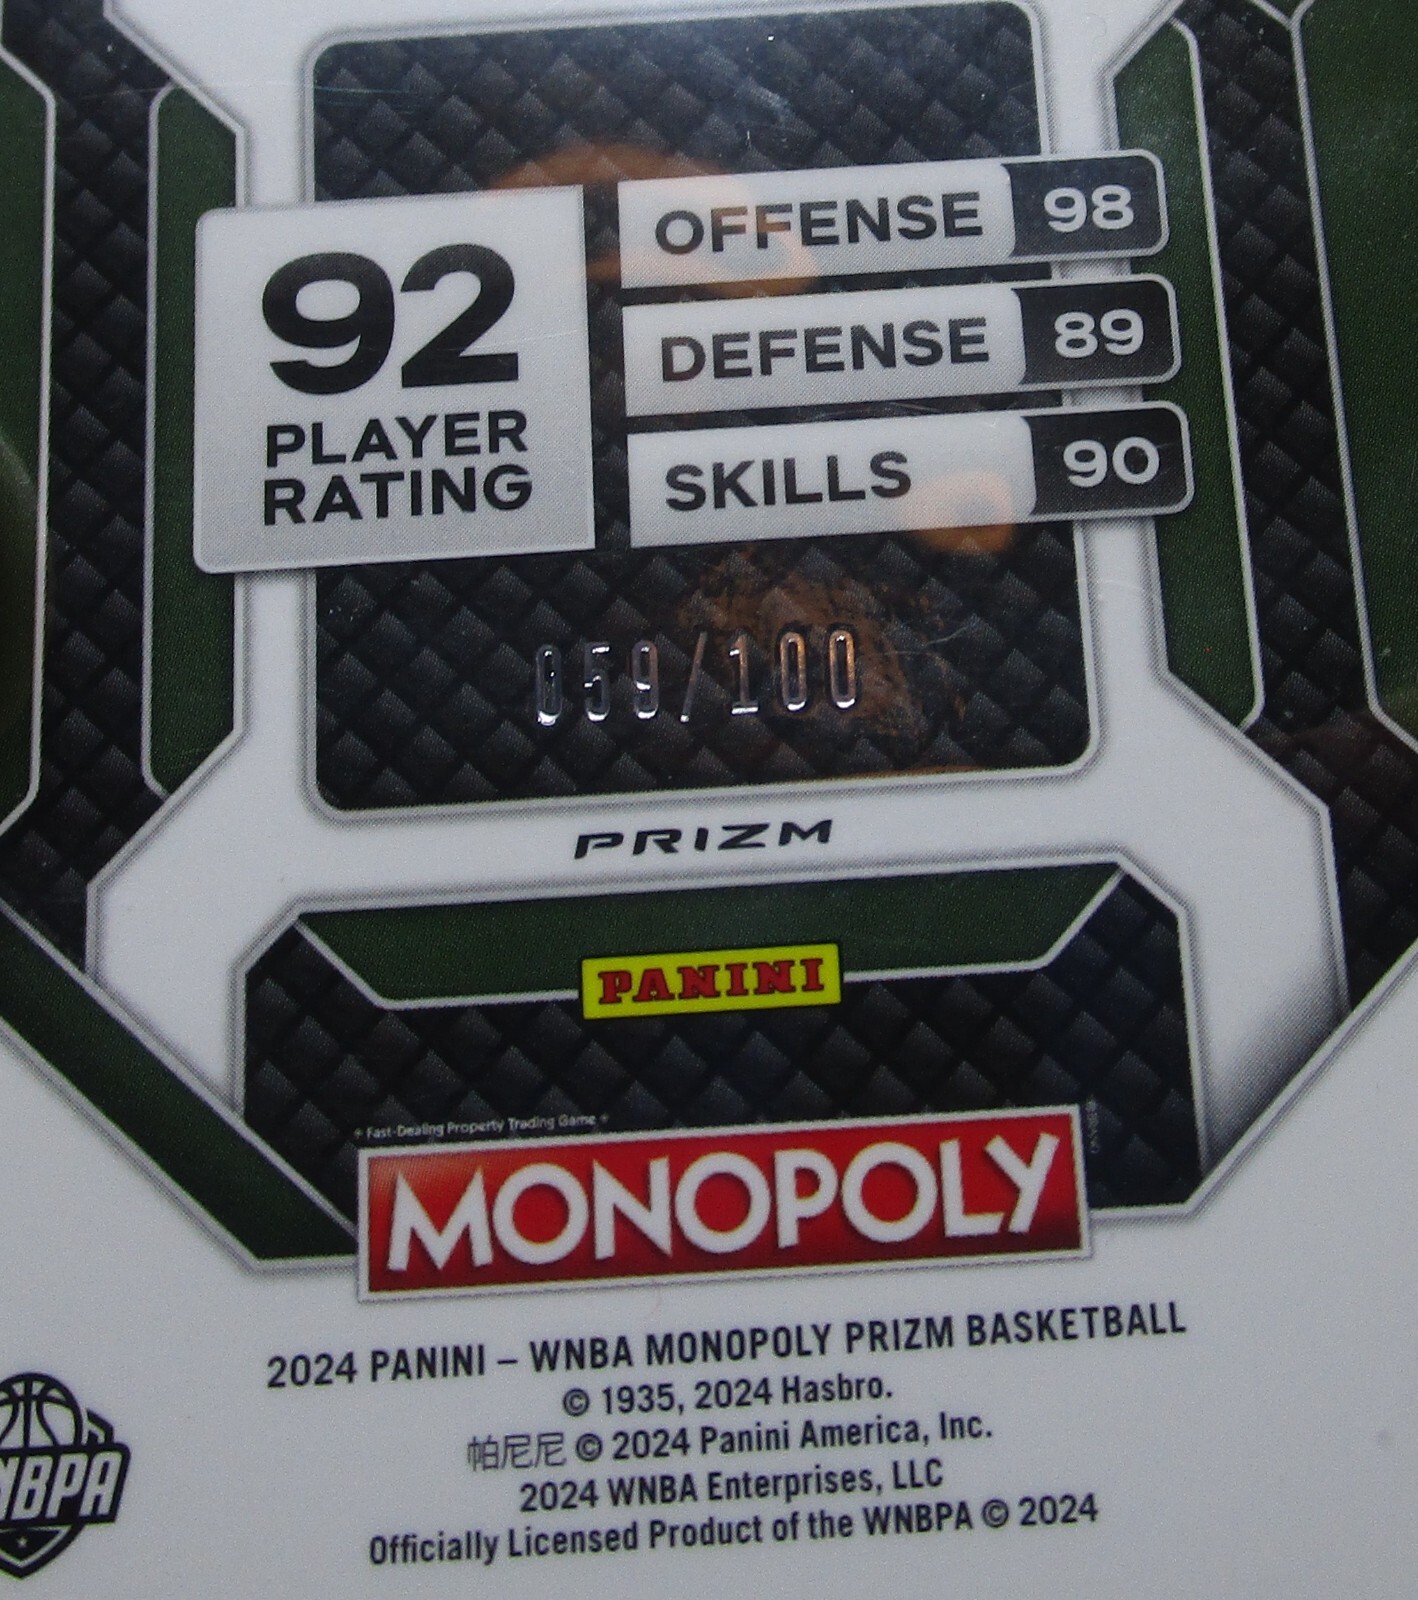 92
PLAYER
RATING
OFFENSE 98
DEFENSE 89
SKILLS 90
059/100
PRIZM
PANINI
Fast-Dealing Property Trading Game
MONOPOLY
2024 PANINI – WNBA MONOPOLY PRIZM BASKETBALL
© 1935, 2024 Hasbro.
帕尼尼 © 2024 Panini America, Inc.
2024 WNBA Enterprises, LLC
Officially Licensed Product of the WNBPA © 2024
NBPA